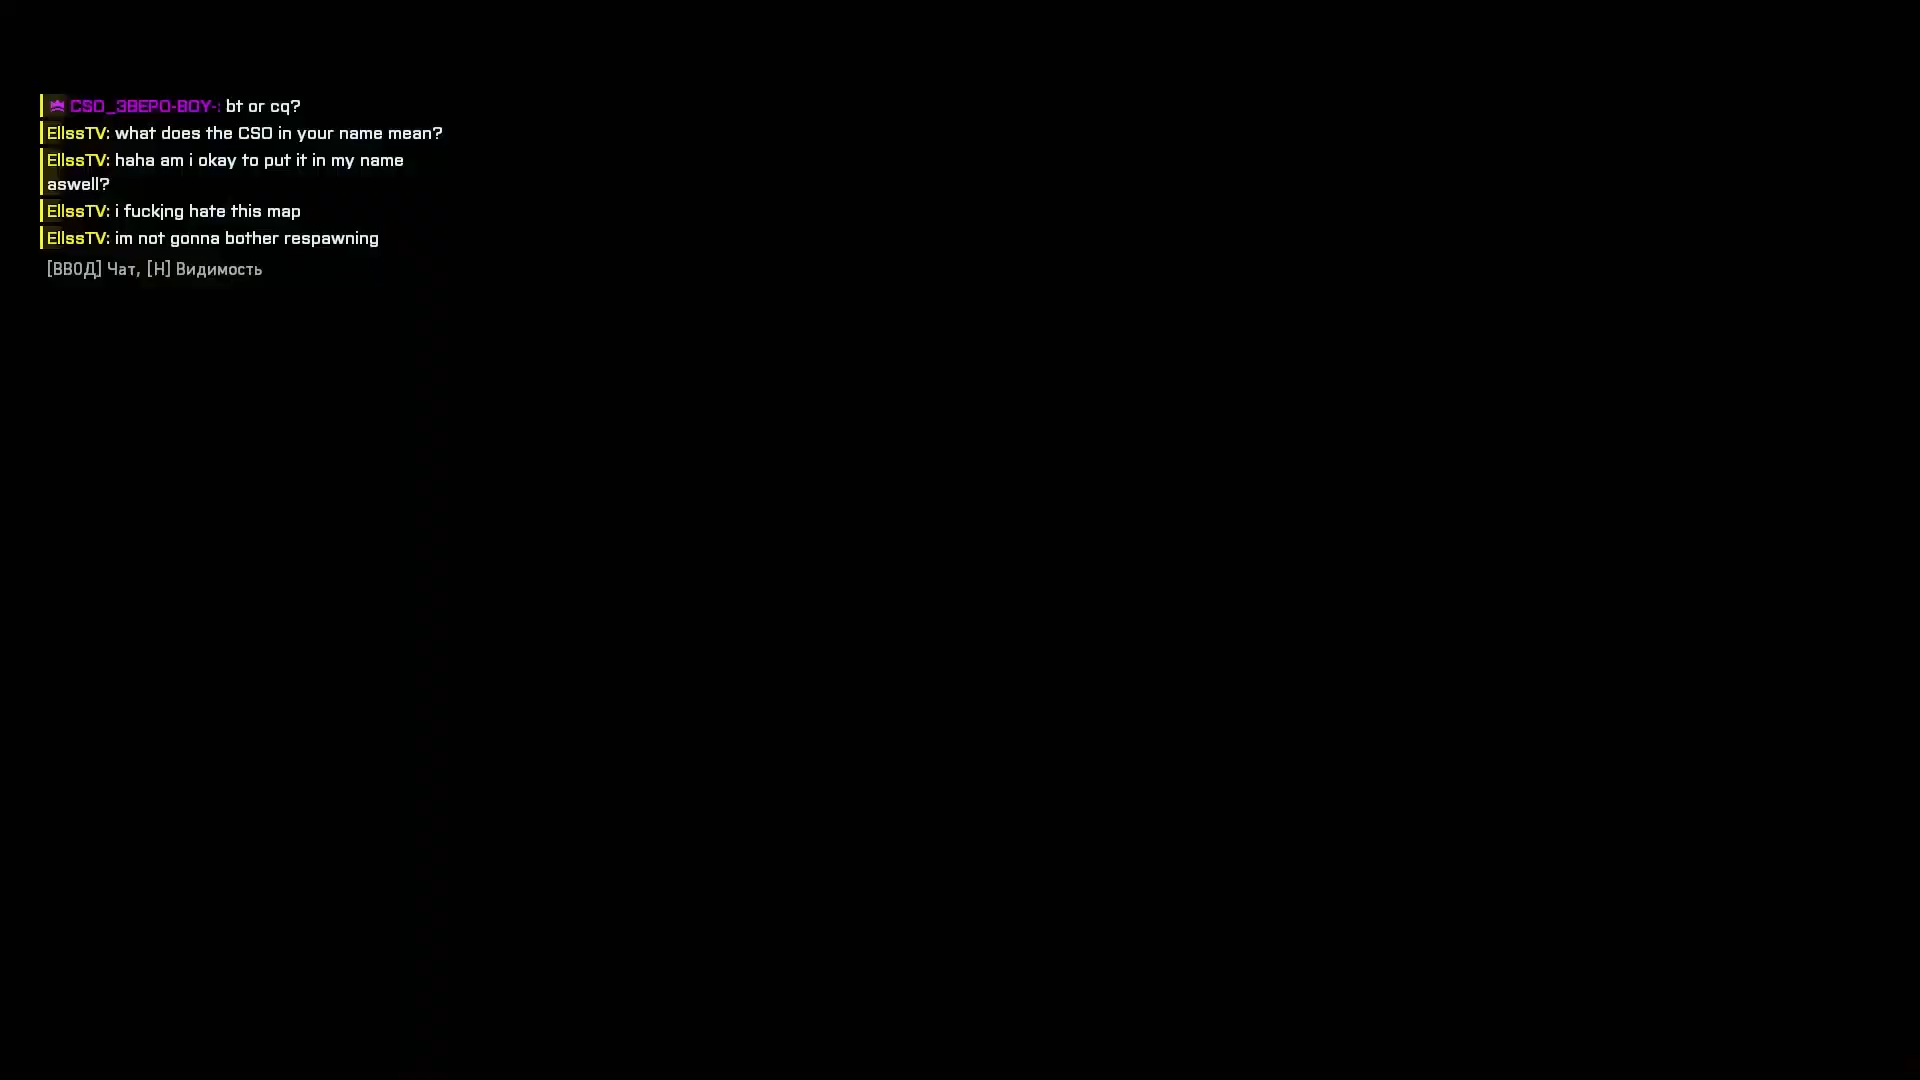 CSO_3BEPO-BOY-: bt or cq?
EllssTV: what does the CSO in your name mean?
EllssTV: haha am i okay to put it in my name
aswell?
EllssTV: i fuckjng hate this map
EllssTV: im not gonna bother respawning
[ВВОД] Чат, [H] Видимость